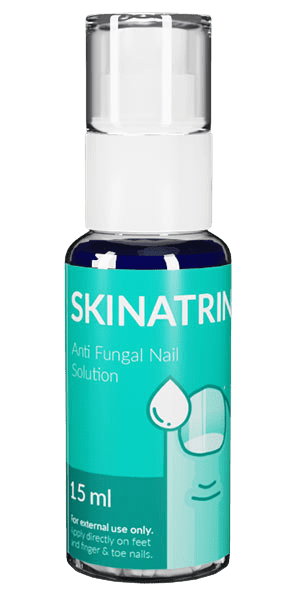 SKINATRIN
Anti Fungal Nail
Solution
15 ml
For external use only.
Apply directly on feet
and finger & toe nails.